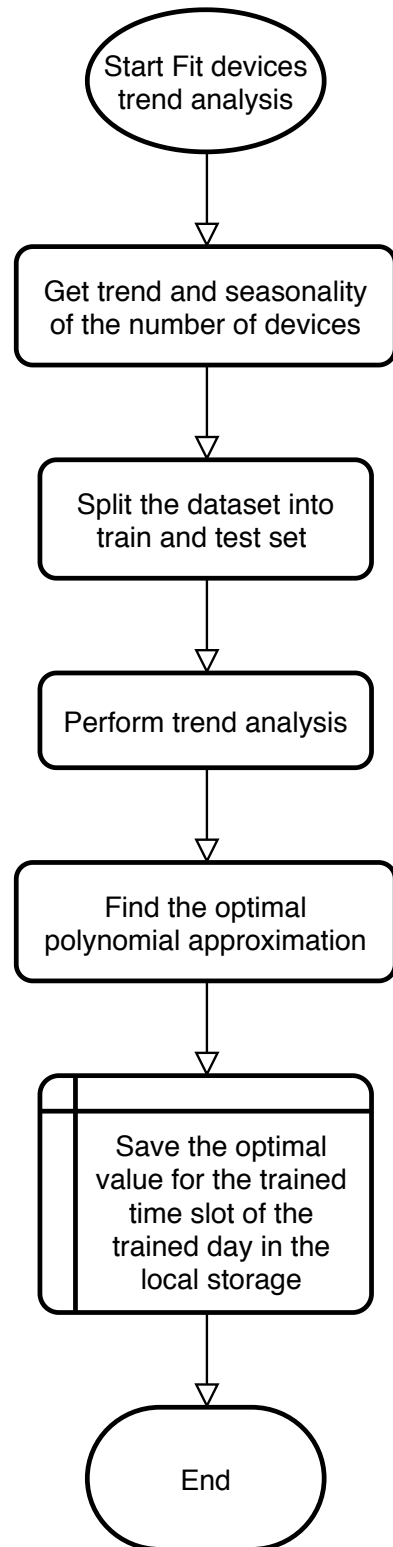 Start Fit devices
trend analysis
Get trend and seasonality
of the number of devices
Split the dataset into
train and test set
Perform trend analysis
Find the optimal
polynomial approximation
Save the optimal
value for the trained
time slot of the
trained day in the
local storage
End